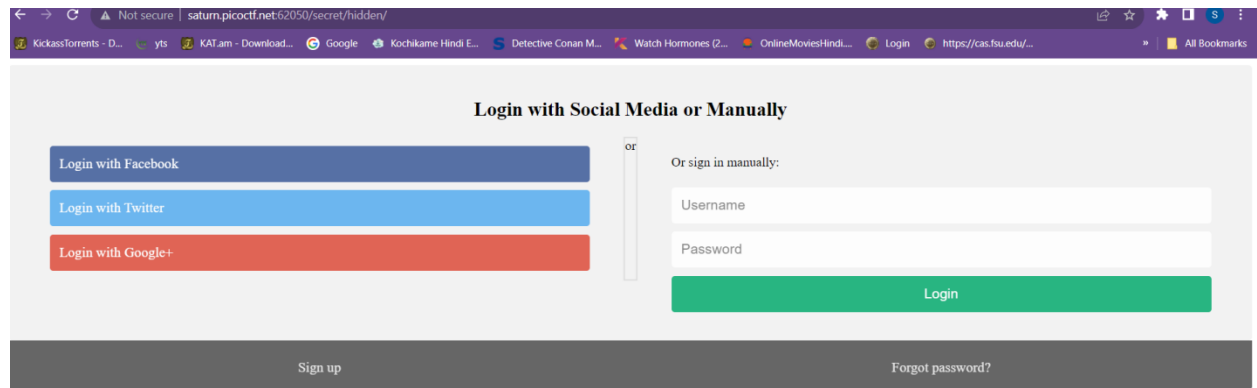 Not secure | saturn.picoctf.net:62050/secret/hidden/
KickassTorrents - D... yts KAT.am - Download... Google Kochikame Hindi E... Detective Conan M... Watch Hormones (2... OnlineMoviesHindi.... Login https://cas.fsu.edu/... » All Bookmarks
Login with Social Media or Manually
Login with Facebook
Login with Twitter
Login with Google+
or
Or sign in manually:
Username
Password
Login
Sign up
Forgot password?